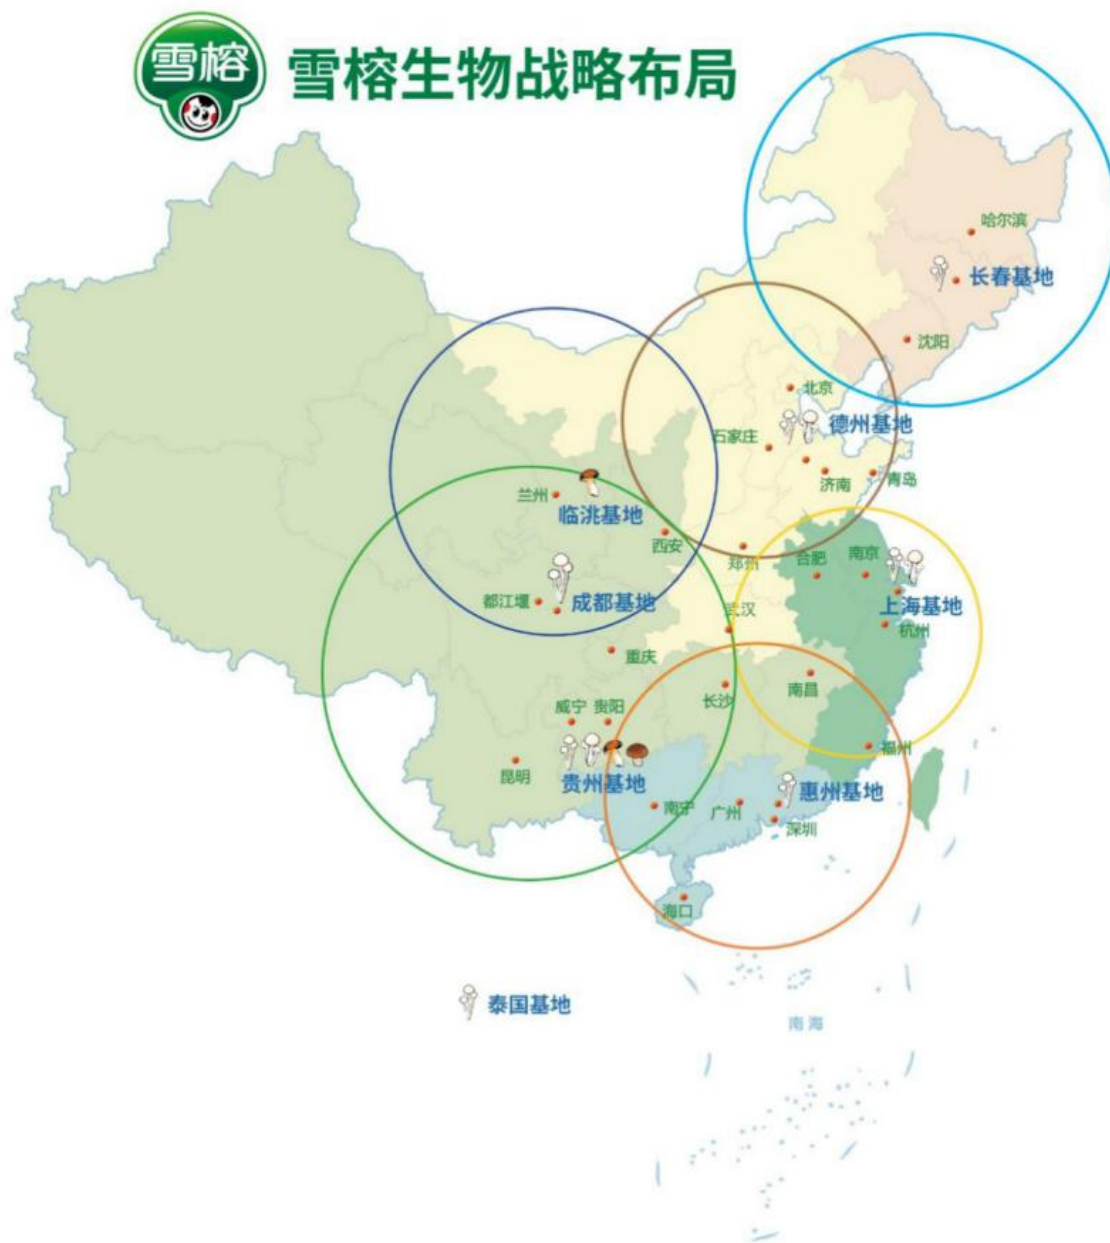 雪榕
雪榕生物战略布局
哈尔滨
长春基地
沈阳
北京
德州基地
石家庄
济南
青岛
兰州
临洮基地
西安
郑州
合肥
南京
上海基地
杭州
都江堰
成都基地
武汉
重庆
长沙
南昌
威宁
贵阳
福州
昆明
贵州基地
惠州基地
南宁
广州
深圳
海口
泰国基地
南海